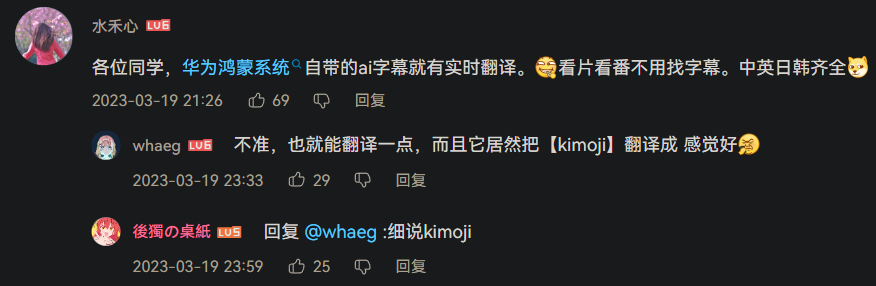 水禾心 LV6
各位同学，华为鸿蒙系统自带的ai字幕就有实时翻译。看片看番不用找字幕。中英日韩齐全
2023-03-19 21:26 69 回复
whaeg LV6 不准，也就能翻译一点，而且它居然把【kimoji】翻译成 感觉好
2023-03-19 23:33 29 回复
後獨の桌紙 LV5 回复 @whaeg :细说kimoji
2023-03-19 23:59 25 回复